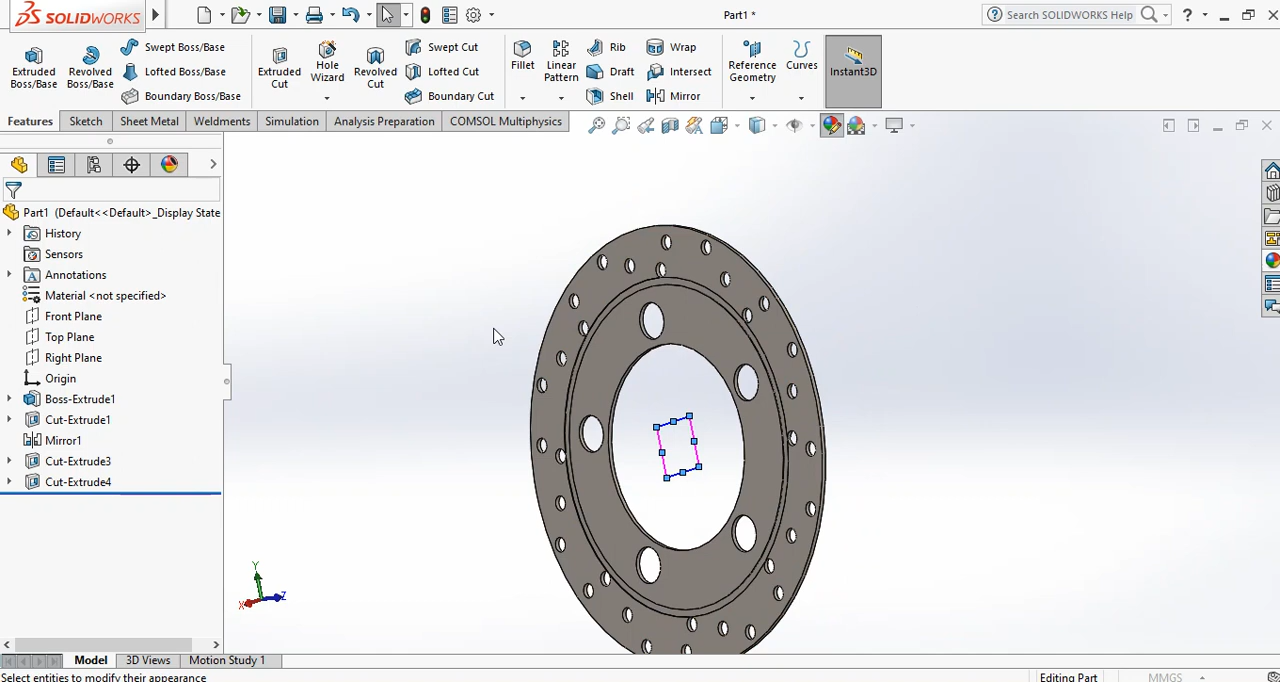 SOLIDWORKS
Part1 *
Search SOLIDWORKS Help
?
Extruded Boss/Base
Revolved Boss/Base
Swept Boss/Base
Lofted Boss/Base
Boundary Boss/Base
Extruded Cut
Hole Wizard
Revolved Cut
Swept Cut
Lofted Cut
Boundary Cut
Fillet
Linear Pattern
Rib
Draft
Shell
Wrap
Intersect
Mirror
Reference Geometry
Curves
Instant3D
Features
Sketch
Sheet Metal
Weldments
Simulation
Analysis Preparation
COMSOL Multiphysics
Part1 (Default<<Default>_Display State
History
Sensors
Annotations
Material <not specified>
Front Plane
Top Plane
Right Plane
Origin
Boss-Extrude1
Cut-Extrude1
Mirror1
Cut-Extrude3
Cut-Extrude4
Y
X
Z
Model
3D Views
Motion Study 1
Select entities to modify their appearance
Editing Part
MMGS